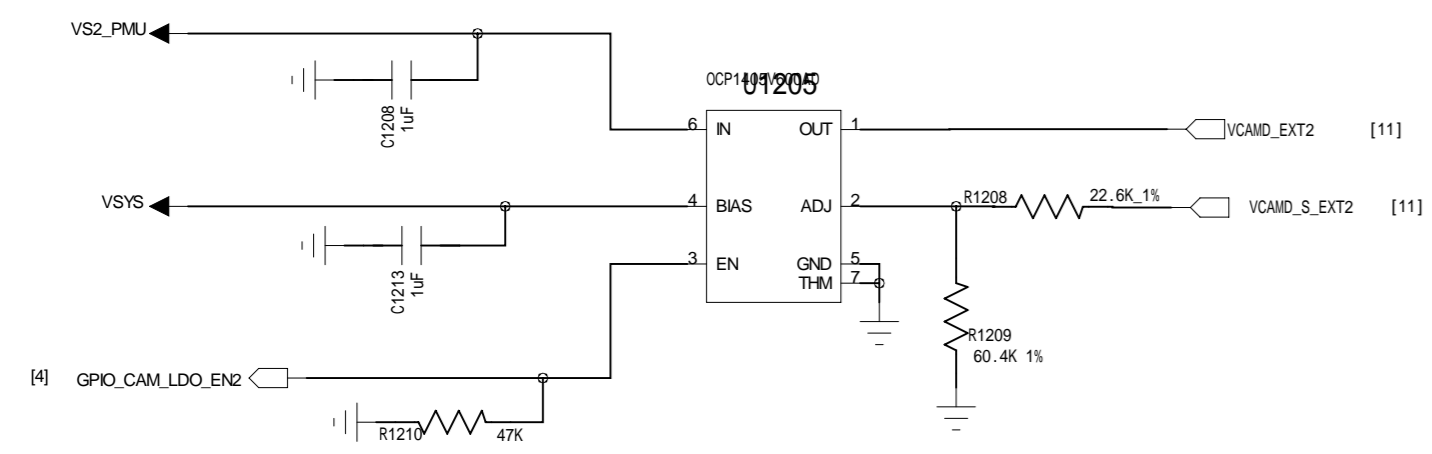 VS2_PMU
C1208
1uF
OCP1405V600AD
U1205
6 IN OUT 1
VCAMD_EXT2 [11]
VSYS
4 BIAS ADJ 2
R1208 22.6K_1%
VCAMD_S_EXT2 [11]
C1213
1uF
3 EN GND 5
THM 7
R1209
60.4K 1%
[4] GPIO_CAM_LDO_EN2
R1210 47K